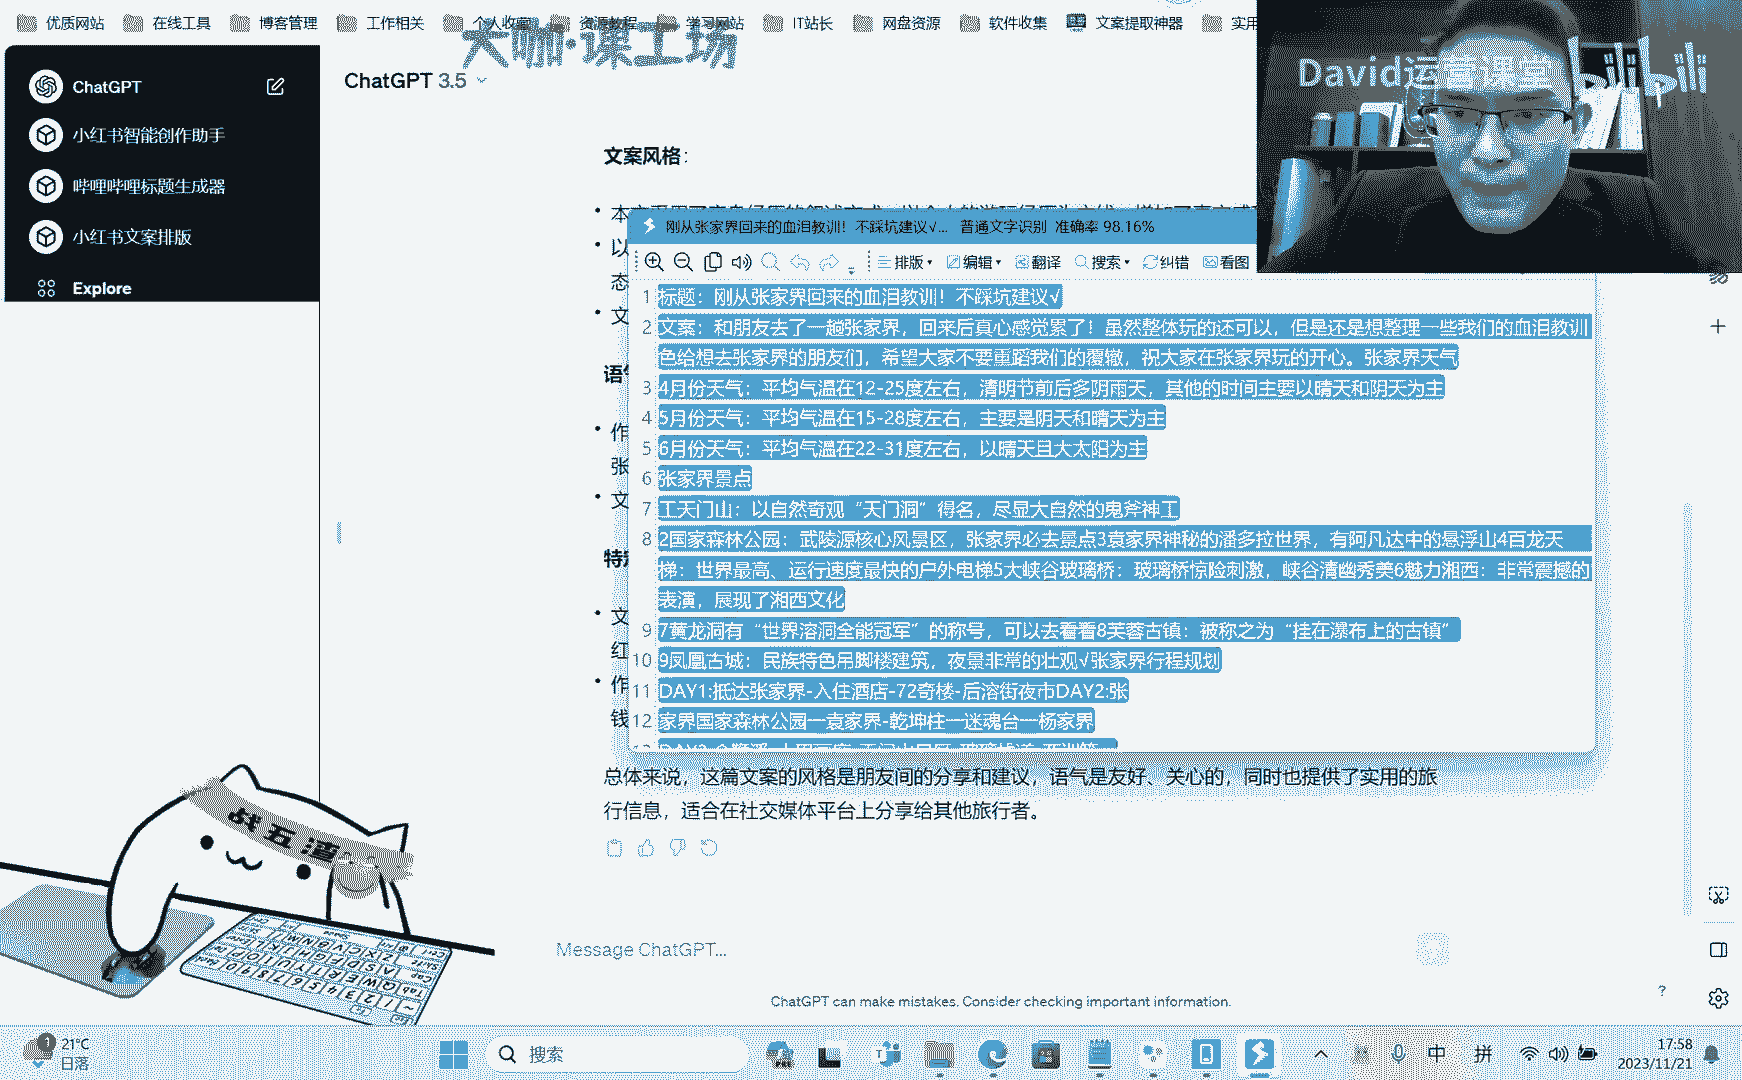 优质网站 在线工具 博客管理 工作相关 个人收藏 资源教程 学习网站 IT站长 网盘资源 软件收集 文案提取神器 实用
大咖·课工场
David运营课堂 bilibili
ChatGPT
小红书智能创作助手
哔哩哔哩标题生成器
小红书文案排版
Explore
ChatGPT 3.5
文案风格：
以
态
文
作
张
文
文
红
作
钱
刚从张家界回来的血泪教训！不踩坑建议√... 普通文字识别 准确率 98.16%
排版 编辑 翻译 搜索 纠错 看图
1 标题：刚从张家界回来的血泪教训！不踩坑建议√
2 文案：和朋友去了一趟张家界，回来后真心感觉累了！虽然整体玩的还可以，但是还是想整理一些我们的血泪教训
色给想去张家界的朋友们，希望大家不要重蹈我们的覆辙，祝大家在张家界玩的开心。张家界天气
3 4月份天气：平均气温在12-25度左右，清明节前后多阴雨天，其他的时间主要以晴天和阴天为主
4 5月份天气：平均气温在15-28度左右，主要是阴天和晴天为主
5 6月份天气：平均气温在22-31度左右，以晴天且大太阳为主
6 张家界景点
7 工天门山：以自然奇观“天门洞”得名，尽显大自然的鬼斧神工
8 2国家森林公园：武陵源核心风景区，张家界必去景点3袁家界神秘的潘多拉世界，有阿凡达中的悬浮山4百龙天
梯：世界最高、运行速度最快的户外电梯5大峡谷玻璃桥：玻璃桥惊险刺激，峡谷清幽秀美6魅力湘西：非常震撼的
表演，展现了湘西文化
9 7黄龙洞有“世界溶洞全能冠军”的称号，可以去看看8芙蓉古镇：被称之为“挂在瀑布上的古镇”
10 9凤凰古城：民族特色吊脚楼建筑，夜景非常的壮观√张家界行程规划
11 DAY1:抵达张家界-入住酒店-72奇楼-后溶街夜市DAY2:张
12 家界国家森林公园—袁家界-乾坤柱—迷魂台—杨家界
总体来说，这篇文案的风格是朋友间的分享和建议，语气是友好、关心的，同时也提供了实用的旅
行信息，适合在社交媒体平台上分享给其他旅行者。
Message ChatGPT...
ChatGPT can make mistakes. Consider checking important information.
?
战五渣
1
21°C
日落
搜索
中 拼
17:58
2023/11/21